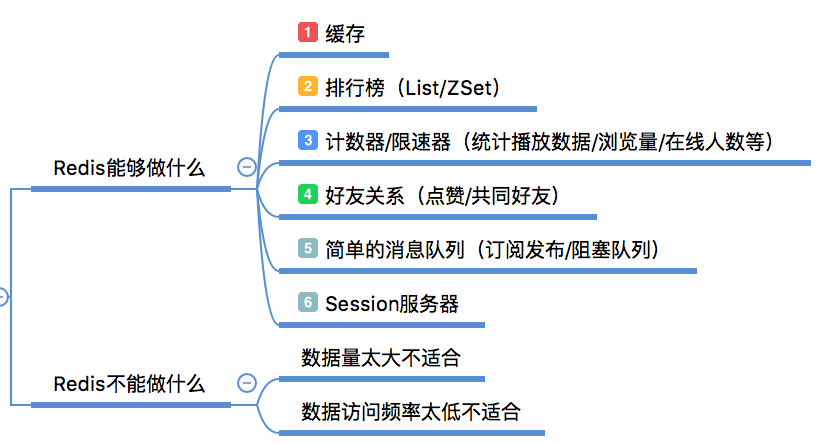 Redis能够做什么
1 缓存
2 排行榜（List/ZSet）
3 计数器/限速器（统计播放数据/浏览量/在线人数等）
4 好友关系（点赞/共同好友）
5 简单的消息队列（订阅发布/阻塞队列）
6 Session服务器
Redis不能做什么
数据量太大不适合
数据访问频率太低不适合